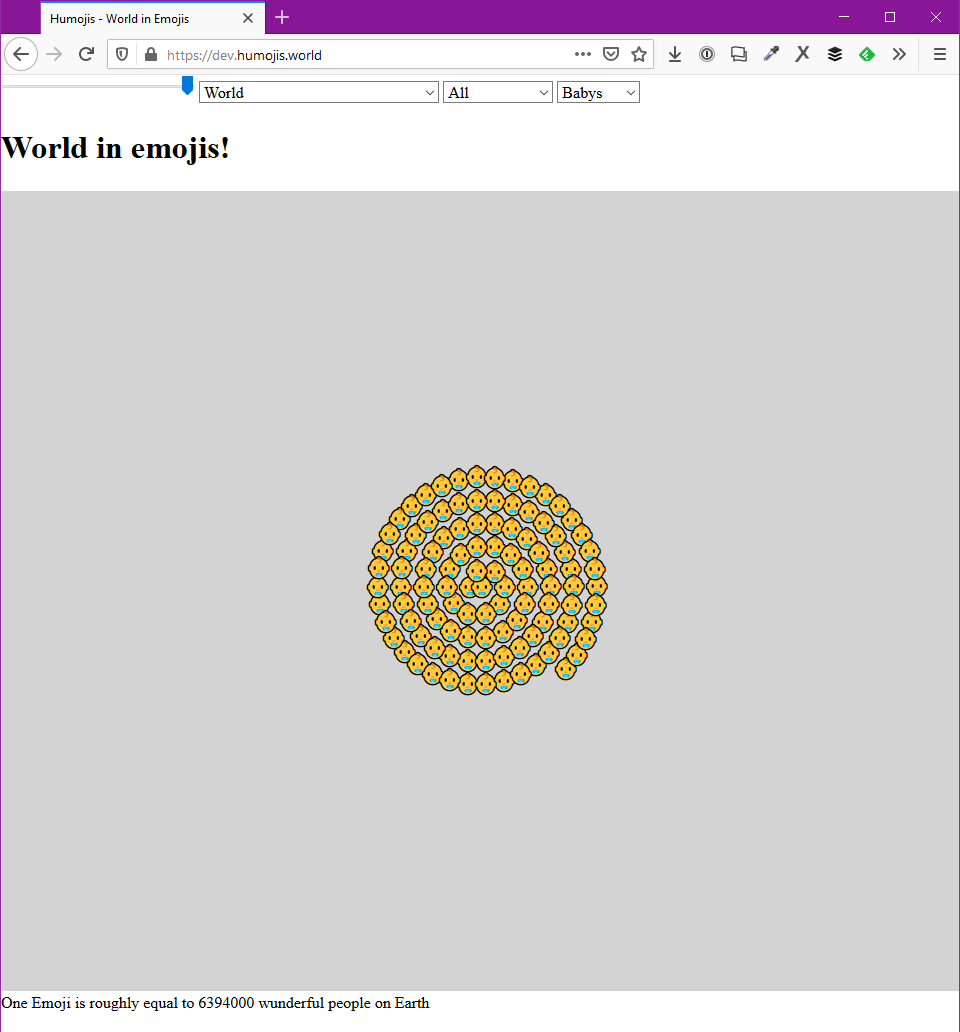 Humojis - World in Emojis
https://dev.humojis.world
World All Babys
World in emojis!
One Emoji is roughly equal to 6394000 wunderful people on Earth